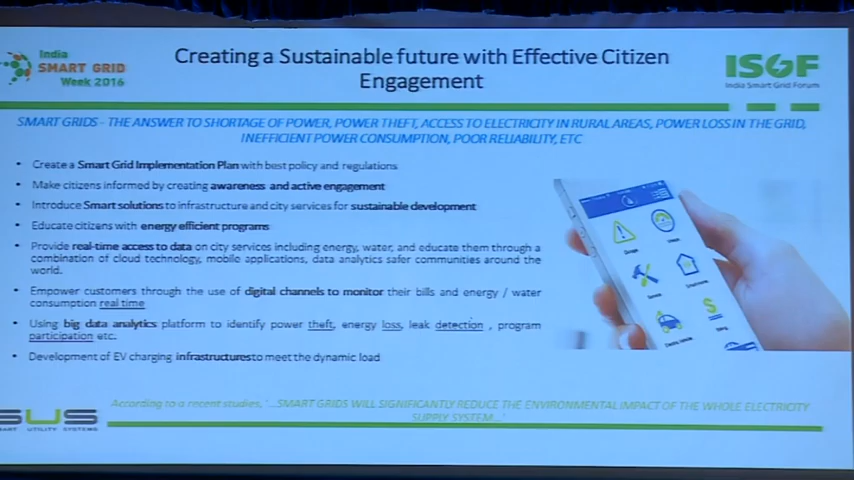 India
SMART GRID
Week 2016
Creating a Sustainable future with Effective Citizen
Engagement
ISGF
India Smart Grid Forum
SMART GRIDS - THE ANSWER TO SHORTAGE OF POWER, POWER THEFT, ACCESS TO ELECTRICITY IN RURAL AREAS, POWER LOSS IN THE GRID,
INEFFICIENT POWER CONSUMPTION, POOR RELIABILITY, ETC
• Create a Smart Grid Implementation Plan with best policy and regulations
• Make citizens informed by creating awareness and active engagement
• Introduce Smart solutions to infrastructure and city services for sustainable development
• Educate citizens with energy efficient programs
• Provide real-time access to data on city services including energy, water, and educate them through a
combination of cloud technology, mobile applications, data analytics safer communities around the
world.
• Empower customers through the use of digital channels to monitor their bills and energy / water
consumption real time
• Using big data analytics platform to identify power theft, energy loss, leak detection , program
participation etc.
• Development of EV charging infrastructures to meet the dynamic load
Outage
Service
Electric Vehicle
SUS
ART UTILITY SYSTEMS
According to a recent studies, '...SMART GRIDS WILL SIGNIFICANTLY REDUCE THE ENVIRONMENTAL IMPACT OF THE WHOLE ELECTRICITY
SUPPLY SYSTEM...'